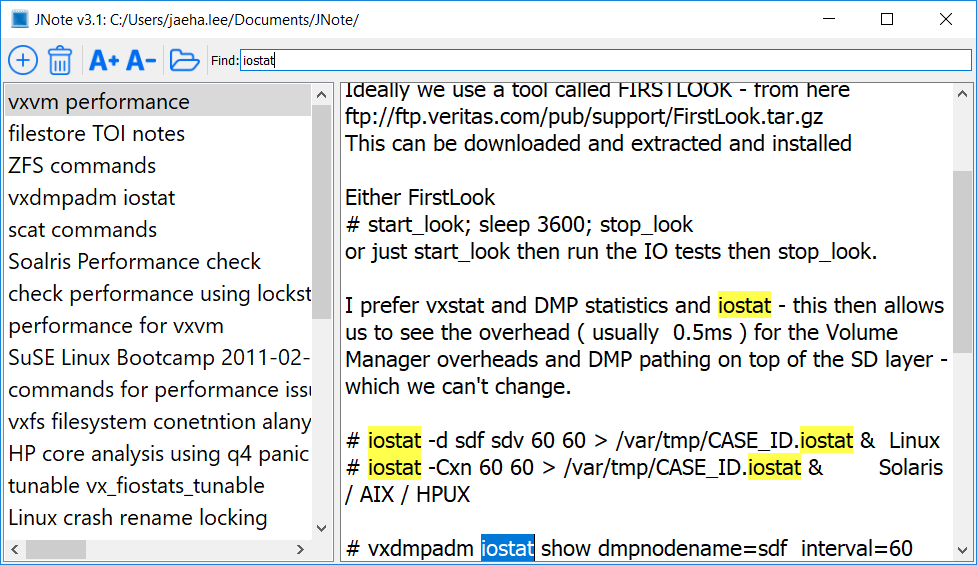 JNote v3.1: C:/Users/jaeha.lee/Documents/JNote/
A+ A-
Find: iostat
vxvm performance
filestore TOI notes
ZFS commands
vxdmpadm iostat
scat commands
Soalris Performance check
check performance using lockst
performance for vxvm
SuSE Linux Bootcamp 2011-02-
commands for performance issu
vxfs filesystem conetntion alany
HP core analysis using q4 panic
tunable vx_fiostats_tunable
Linux crash rename locking
Ideally we use a tool called FIRSTLOOK - from here
ftp://ftp.veritas.com/pub/support/FirstLook.tar.gz
This can be downloaded and extracted and installed
Either FirstLook
# start_look; sleep 3600; stop_look
or just start_look then run the IO tests then stop_look.
I prefer vxstat and DMP statistics and iostat - this then allows
us to see the overhead ( usually  0.5ms ) for the Volume
Manager overheads and DMP pathing on top of the SD layer -
which we can't change.
# iostat -d sdf sdv 60 60 > /var/tmp/CASE_ID.iostat &  Linux
# iostat -Cxn 60 60 > /var/tmp/CASE_ID.iostat &        Solaris
/ AIX / HPUX
# vxdmpadm iostat show dmpnodename=sdf  interval=60